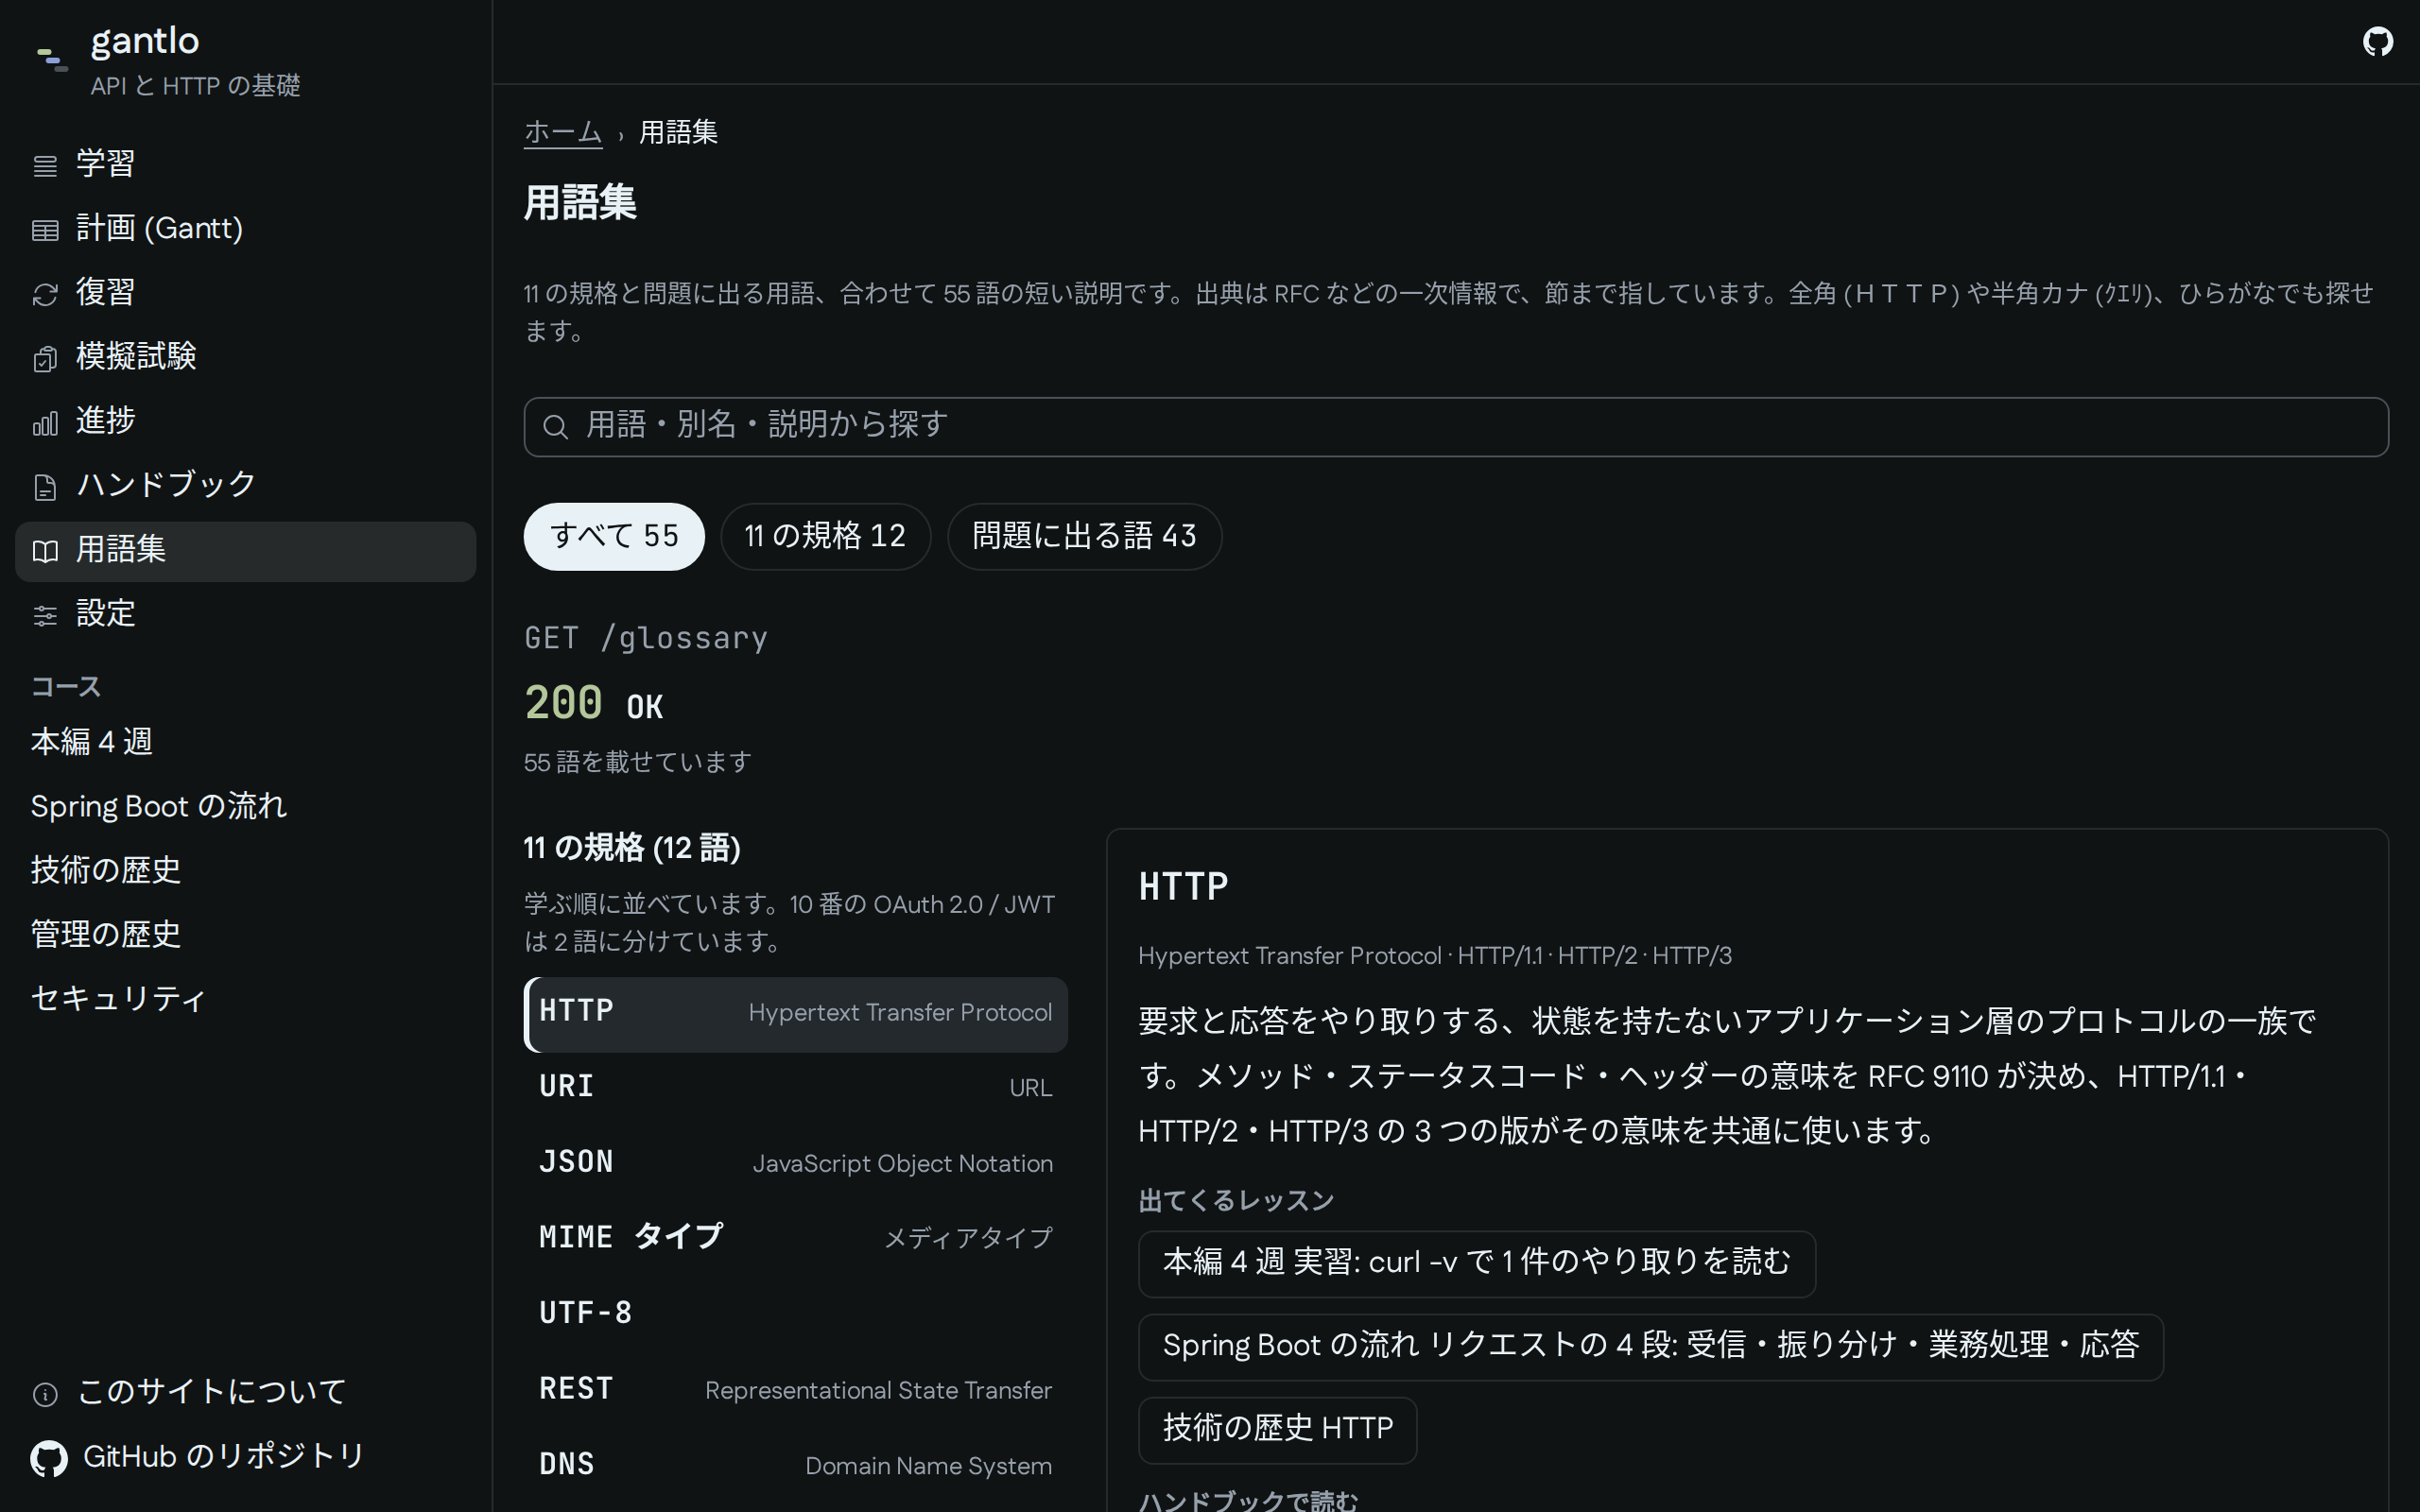 gantlo
API と HTTP の基礎
学習
計画 (Gantt)
復習
模擬試験
進捗
ハンドブック
用語集
設定
コース
本編 4 週
Spring Boot の流れ
技術の歴史
管理の歴史
セキュリティ
このサイトについて
GitHub のリポジトリ
ホーム › 用語集
用語集
11 の規格と問題に出る用語、合わせて 55 語の短い説明です。出典は RFC などの一次情報で、節まで指しています。全角 (ＨＴＴＰ) や半角カナ (ｸｴﾘ)、ひらがなでも探せ
ます。
用語・別名・説明から探す
すべて 55
11 の規格 12
問題に出る語 43
GET /glossary
200 OK
55 語を載せています
11 の規格 (12 語)
学ぶ順に並べています。10 番の OAuth 2.0 / JWT
は 2 語に分けています。
HTTP Hypertext Transfer Protocol
URI URL
JSON JavaScript Object Notation
MIME タイプ メディアタイプ
UTF-8
REST Representational State Transfer
DNS Domain Name System
HTTP
Hypertext Transfer Protocol · HTTP/1.1 · HTTP/2 · HTTP/3
要求と応答をやり取りする、状態を持たないアプリケーション層のプロトコルの一族で
す。メソッド・ステータスコード・ヘッダーの意味を RFC 9110 が決め、HTTP/1.1・
HTTP/2・HTTP/3 の 3 つの版がその意味を共通に使います。
出てくるレッスン
本編 4 週 実習: curl -v で 1 件のやり取りを読む
Spring Boot の流れ リクエストの 4 段: 受信・振り分け・業務処理・応答
技術の歴史 HTTP
ハンドブックで読む